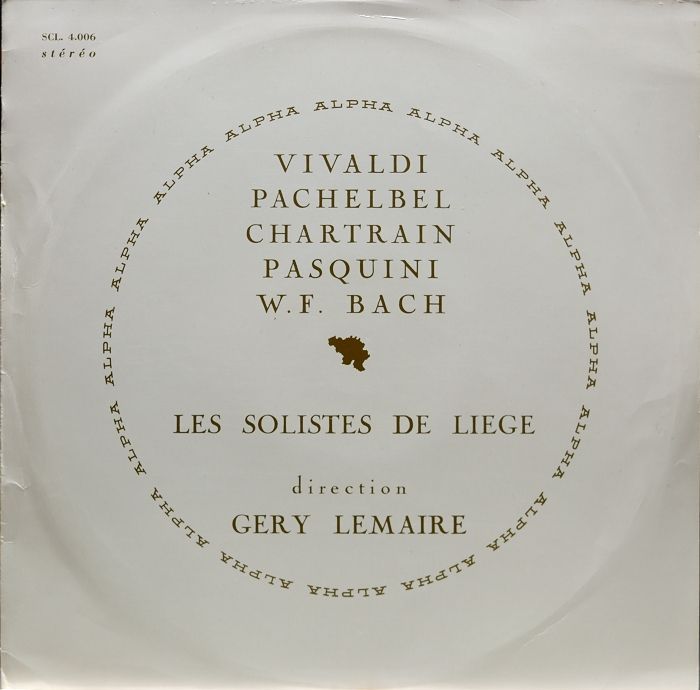 SCL. 4.006
stéréo
VIVALDI
PACHELBEL
CHARTRAIN
PASQUINI
W.F. BACH
LES SOLISTES DE LIEGE
direction
GERY LEMAIRE
ALPHA ALPHA ALPHA ALPHA ALPHA ALPHA ALPHA ALPHA ALPHA ALPHA ALPHA ALPHA ALPHA ALPHA ALPHA ALPHA ALPHA